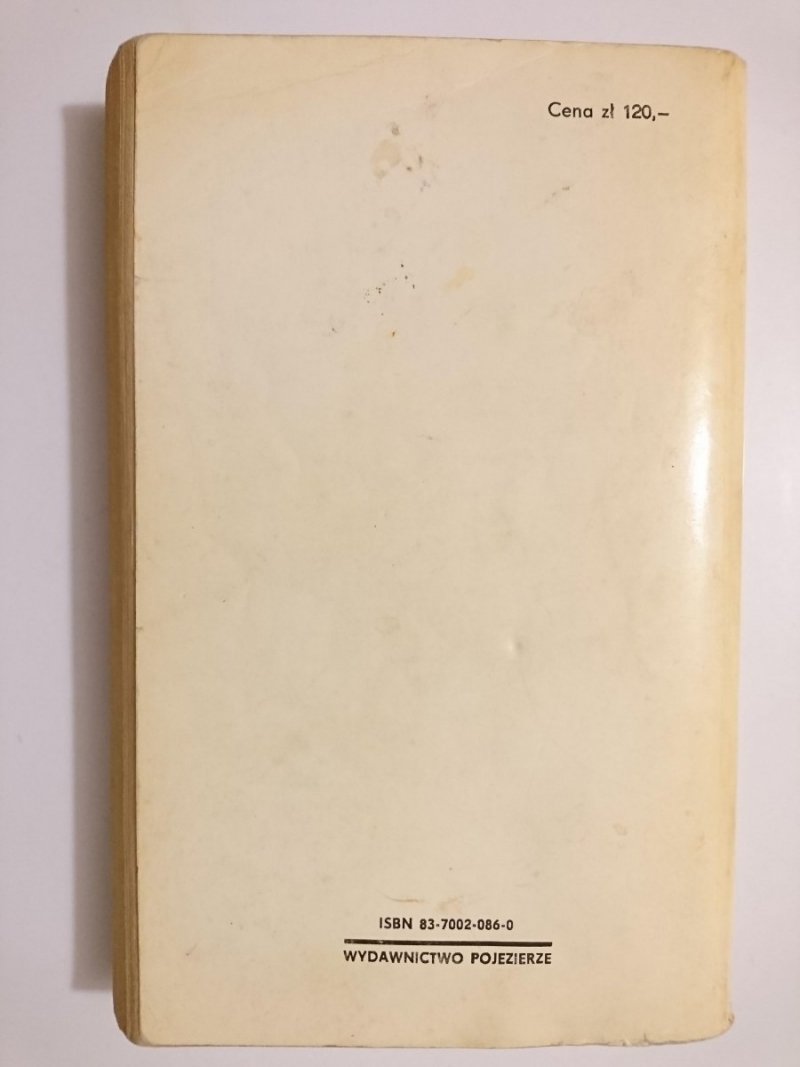 Cena zł 120,—
ISBN 83-7002-086-0
WYDAWNICTWO POJEZIERZE